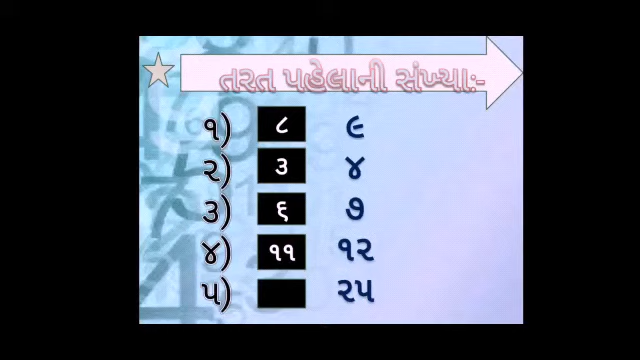 તરત પહેલાની સંખ્યા:-
૧) ૮ ૯
૨) ૩ ૪
૩) ૬ ૭
૪) ૧૧ ૧૨
૫) ૨૫